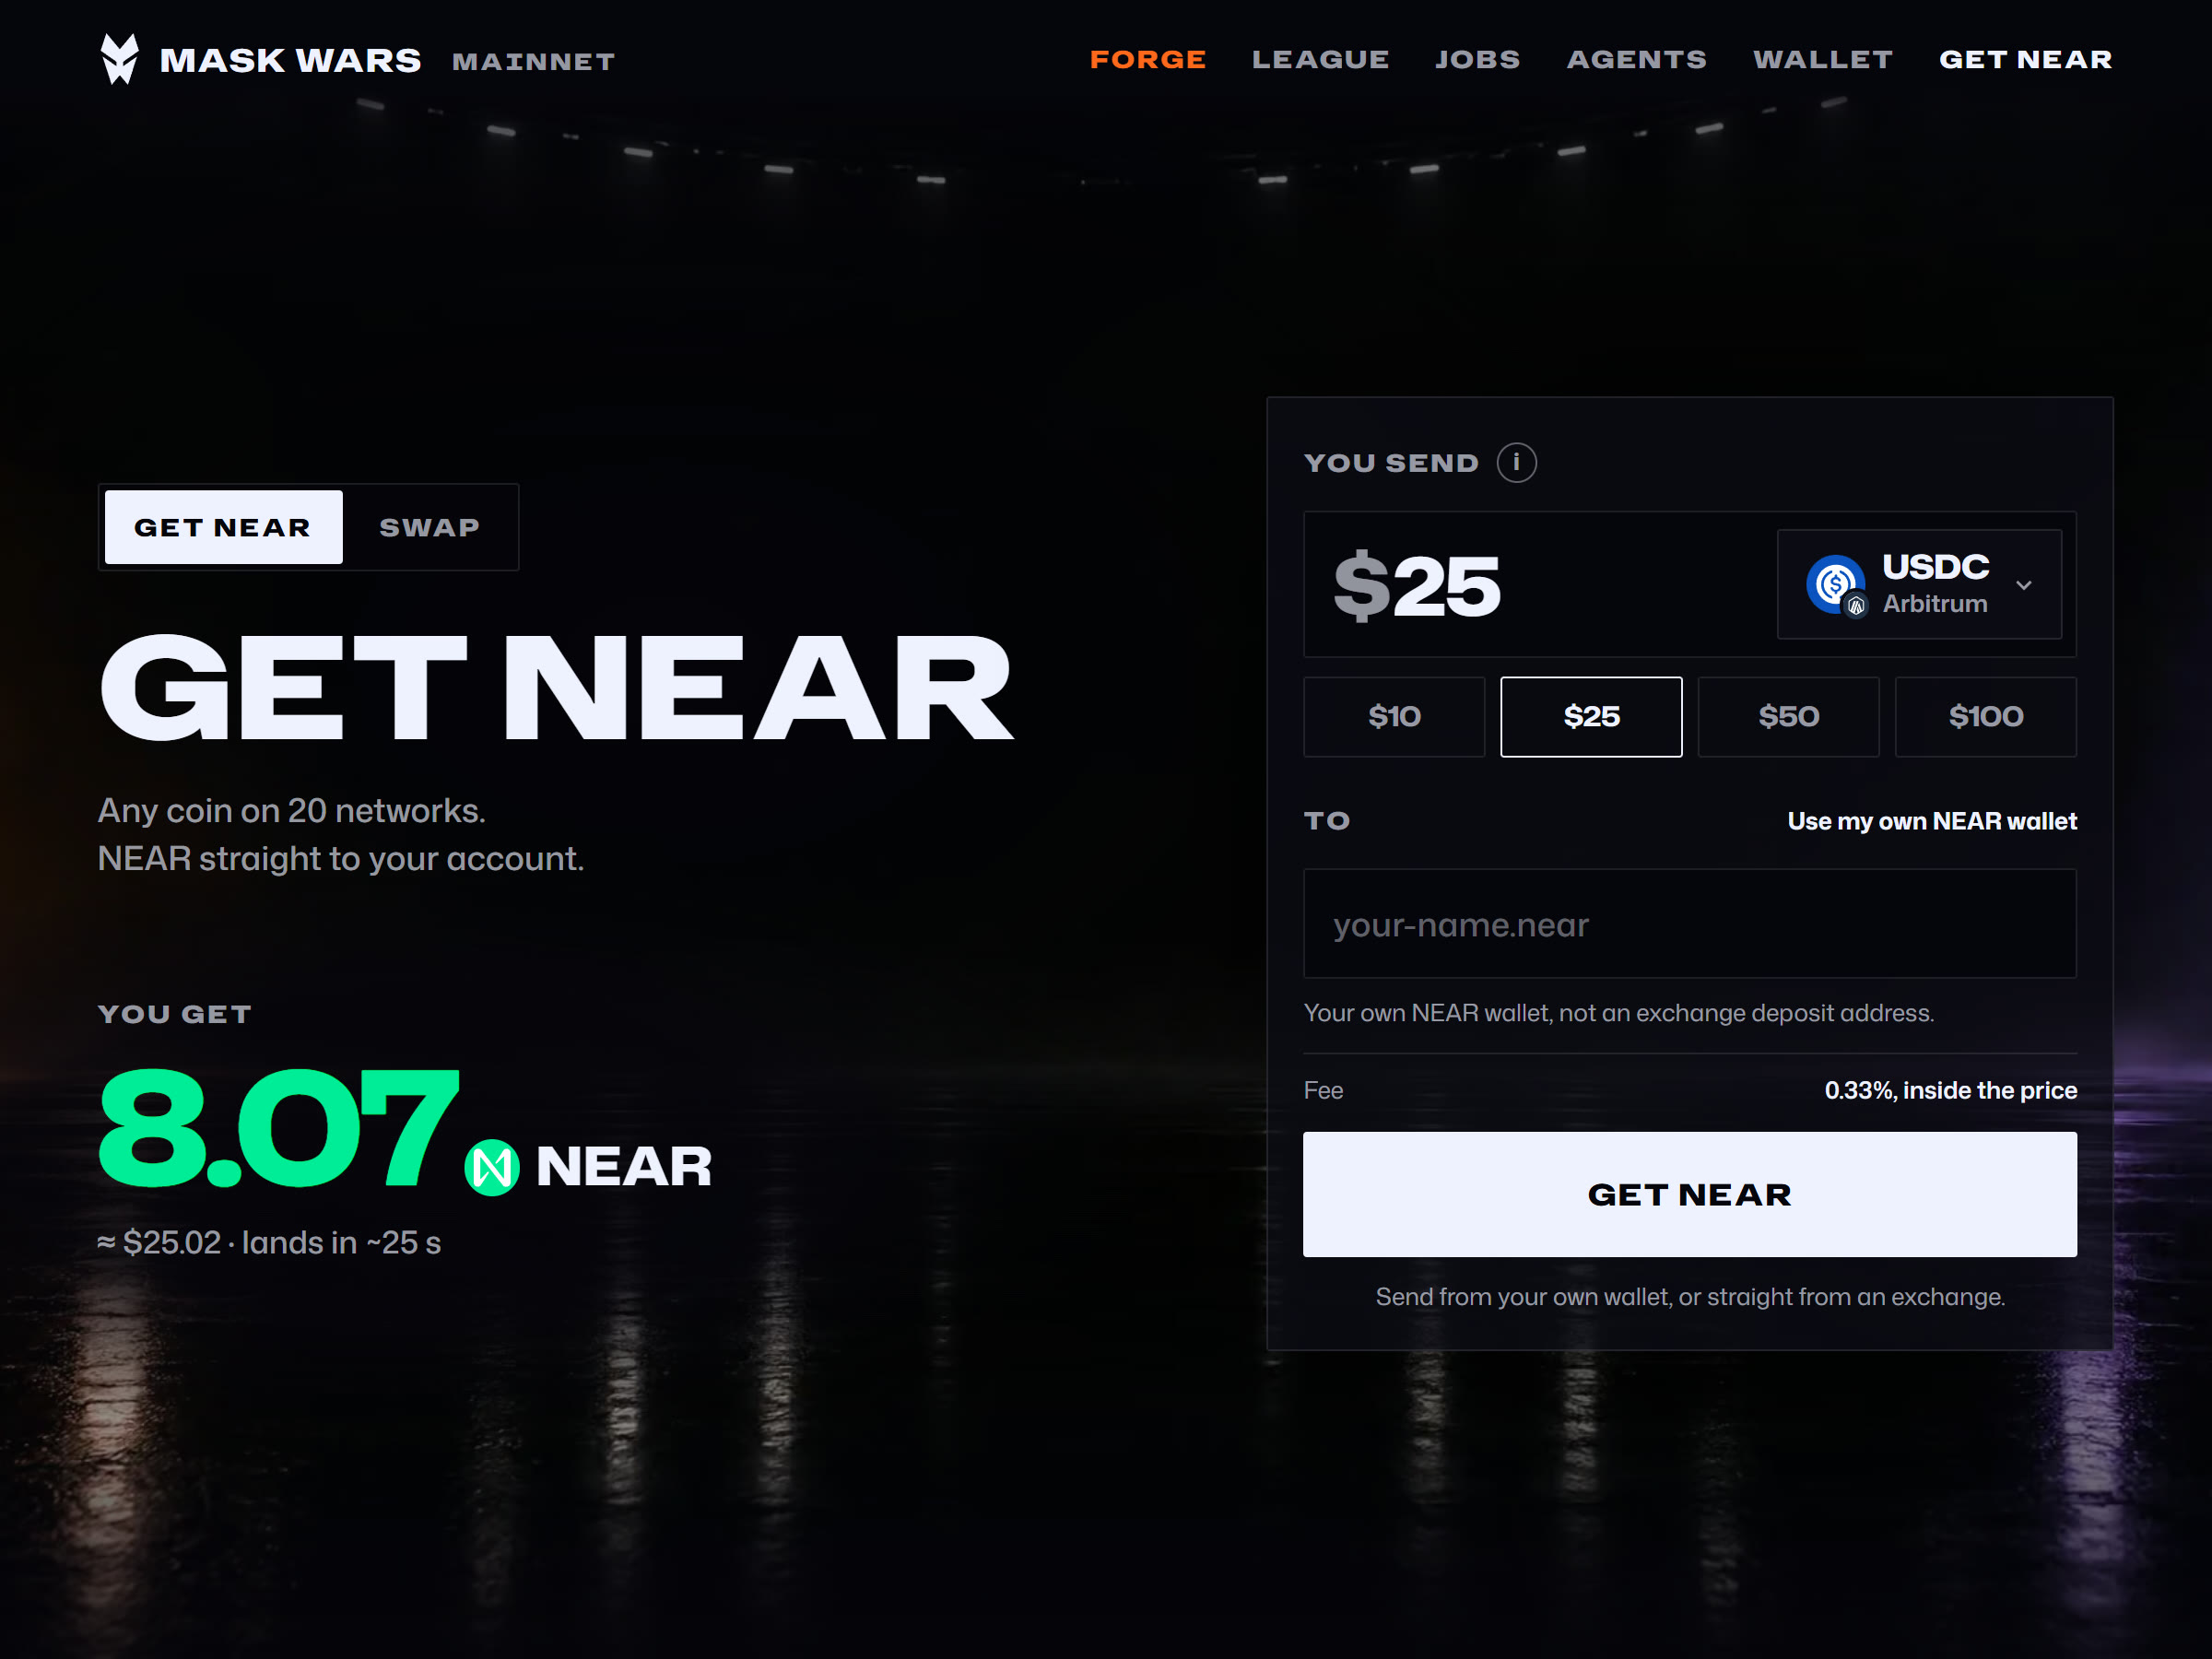 MASK WARS MAINNET
FORGE LEAGUE JOBS AGENTS WALLET GET NEAR
GET NEAR SWAP
GET NEAR
Any coin on 20 networks.
NEAR straight to your account.
YOU GET
8.07 NEAR
≈ $25.02 · lands in ~25 s
YOU SEND i
$25
USDC
Arbitrum
$10 $25 $50 $100
TO Use my own NEAR wallet
your-name.near
Your own NEAR wallet, not an exchange deposit address.
Fee 0.33%, inside the price
GET NEAR
Send from your own wallet, or straight from an exchange.